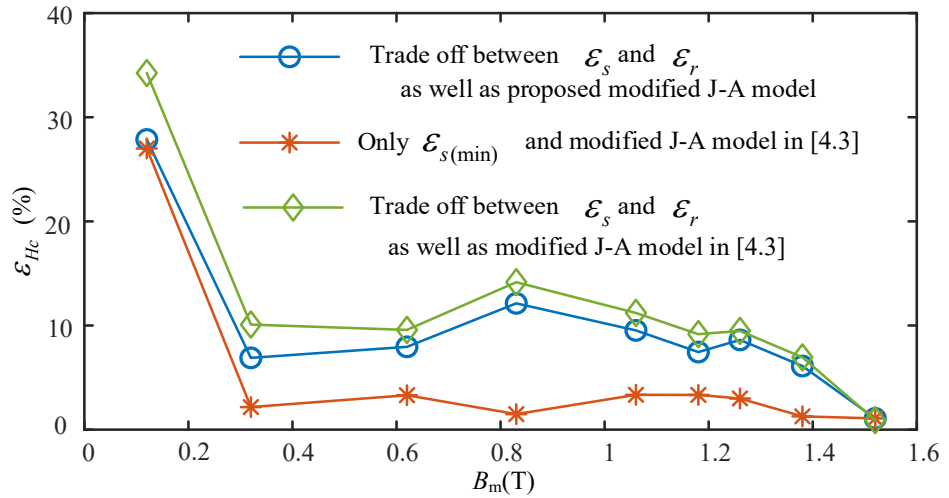 40
30
20
10
0
ε_Hc (%)
Trade off between ε_s and ε_r
as well as proposed modified J-A model
Only ε_s(min) and modified J-A model in [4.3]
Trade off between ε_s and ε_r
as well as modified J-A model in [4.3]
0 0.2 0.4 0.6 0.8 1 1.2 1.4 1.6
B_m(T)